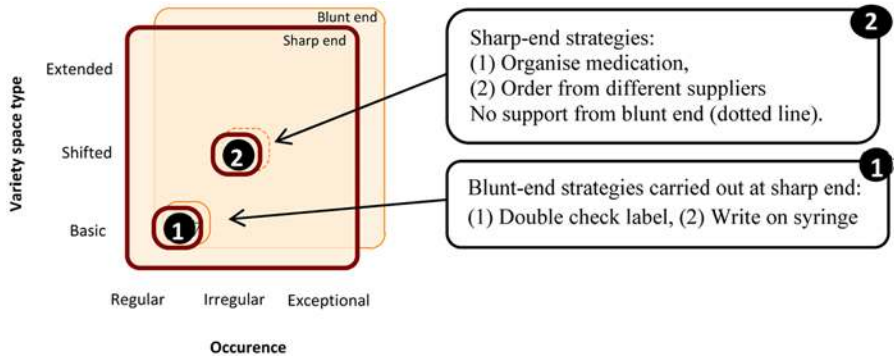 Blunt end
Sharp end
Extended
Shifted
Basic
Variety space type
Regular Irregular Exceptional
Occurence
2
1
2
Sharp-end strategies:
(1) Organise medication,
(2) Order from different suppliers
No support from blunt end (dotted line).
1
Blunt-end strategies carried out at sharp end:
(1) Double check label, (2) Write on syringe